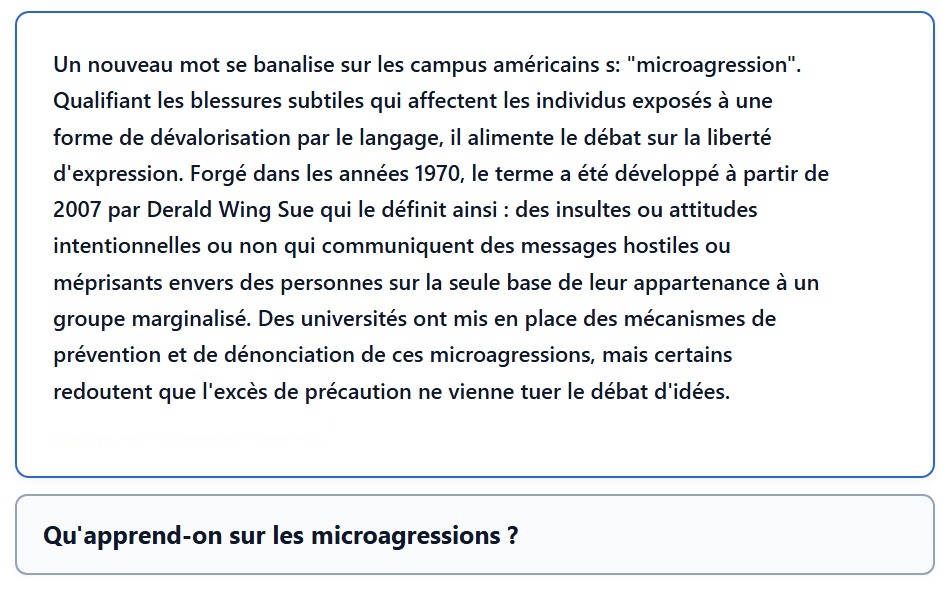 Un nouveau mot se banalise sur les campus américains s: "microagression".
Qualifiant les blessures subtiles qui affectent les individus exposés à une
forme de dévalorisation par le langage, il alimente le débat sur la liberté
d'expression. Forgé dans les années 1970, le terme a été développé à partir de
2007 par Derald Wing Sue qui le définit ainsi : des insultes ou attitudes
intentionnelles ou non qui communiquent des messages hostiles ou
méprisants envers des personnes sur la seule base de leur appartenance à un
groupe marginalisé. Des universités ont mis en place des mécanismes de
prévention et de dénonciation de ces microagressions, mais certains
redoutent que l'excès de précaution ne vienne tuer le débat d'idées.
Qu'apprend-on sur les microagressions ?